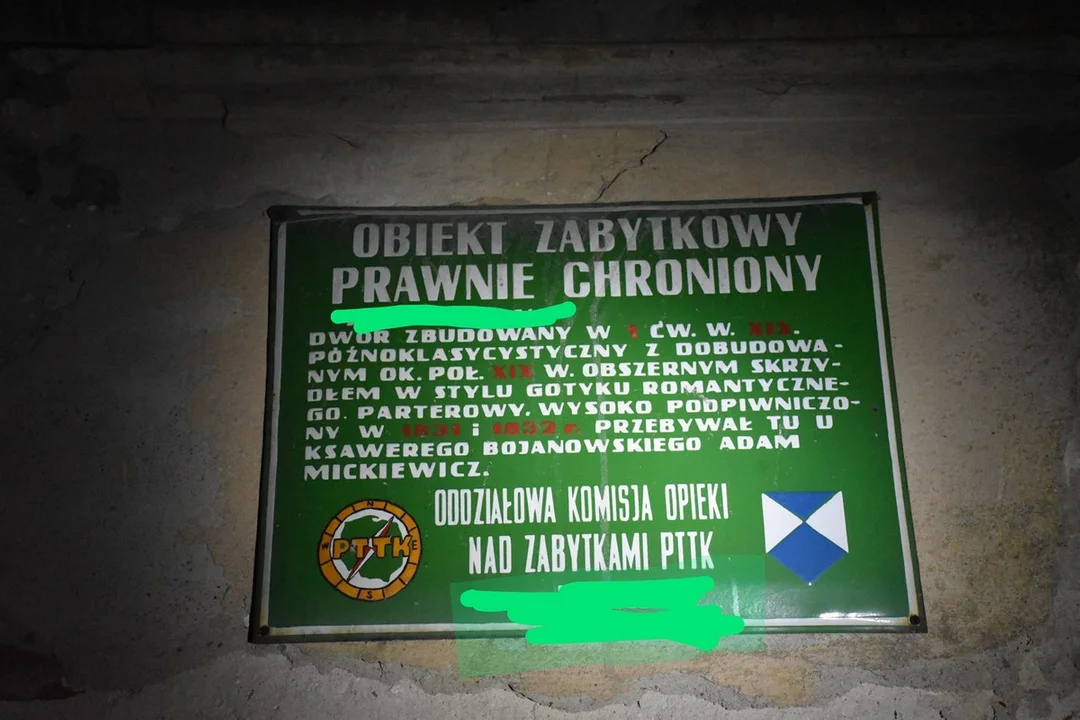 OBIEKT ZABYTKOWY
PRAWNIE CHRONIONY
DWÓR ZBUDOWANY W I ĆW. W. XIX.
PÓŹNOKLASYCYSTYCZNY Z DOBUDOWA-
NYM OK. POŁ. XIX W. OBSZERNYM SKRZY-
DŁEM W STYLU GOTYKU ROMANTYCZNE-
GO. PARTEROWY, WYSOKO PODPIWNICZO-
NY W 1831 i 1832 r. PRZEBYWAŁ TU U
KSAWEREGO BOJANOWSKIEGO ADAM
MICKIEWICZ.
ODDZIAŁOWA KOMISJA OPIEKI
NAD ZABYTKAMI PTTK
N
W PTTK E
S